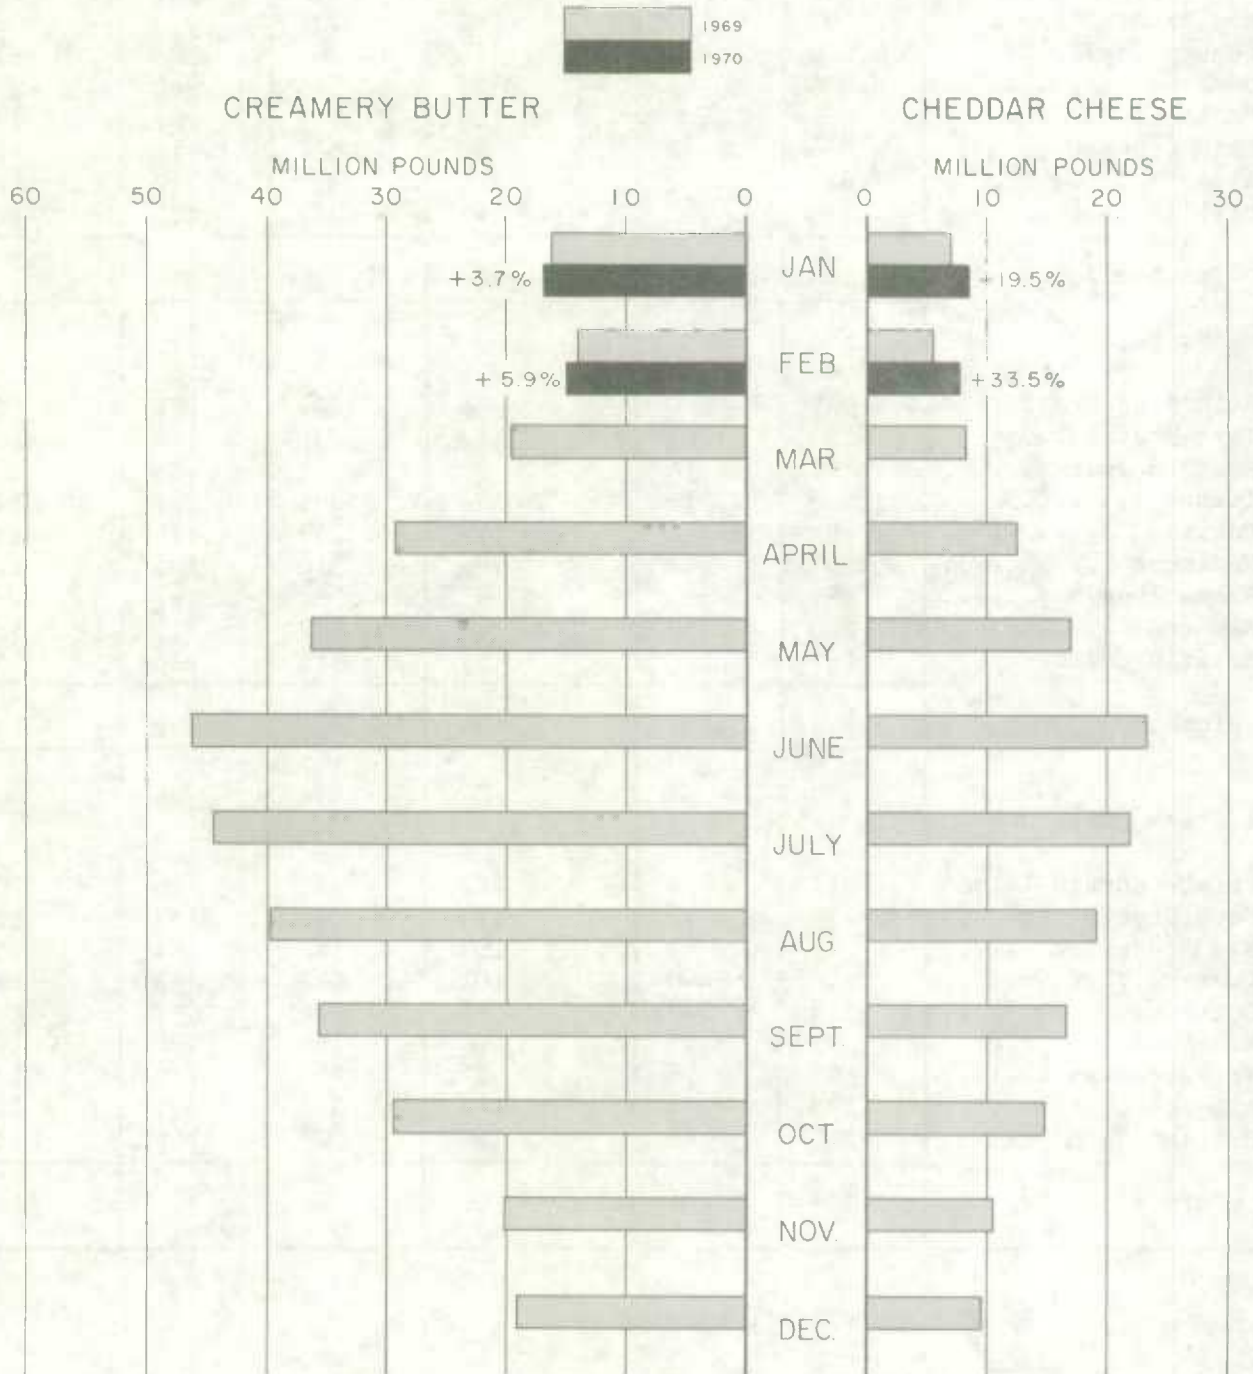 1969
1970
CREAMERY BUTTER
CHEDDAR CHEESE
MILLION POUNDS
MILLION POUNDS
60 50 40 30 20 10 0
0 10 20 30
JAN
+3.7%
+19.5%
FEB
+5.9%
+33.5%
MAR.
APRIL
MAY
JUNE
JULY
AUG.
SEPT.
OCT
NOV.
DEC.